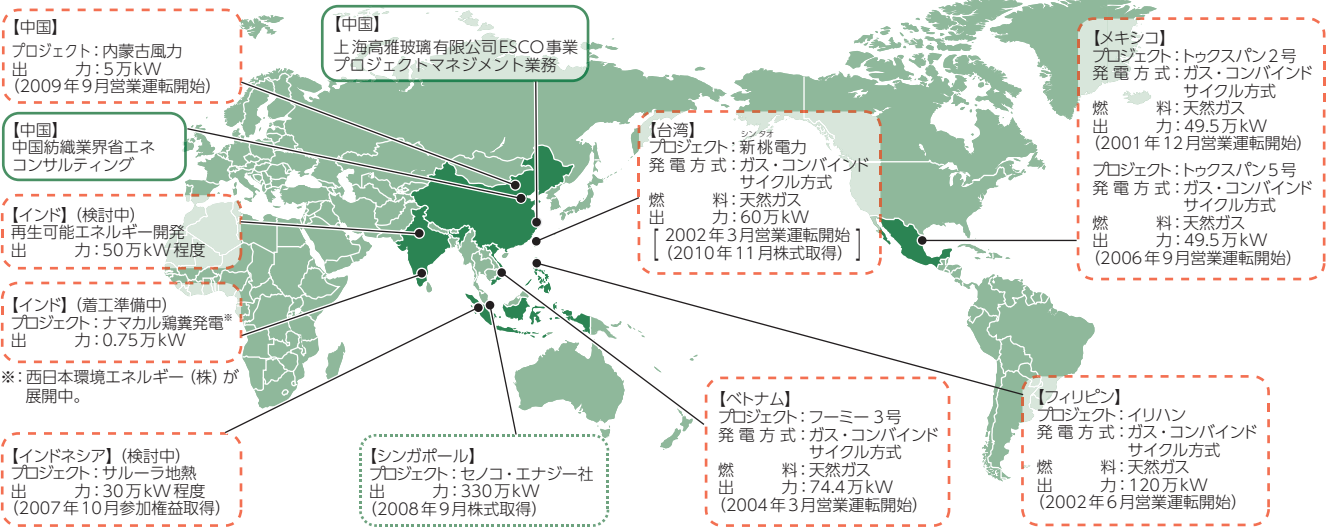 【中国】
プロジェクト：内蒙古風力
出　　　力：5万kW
（2009年9月営業運転開始）
【中国】
上海高雅玻璃有限公司ESCO事業
プロジェクトマネジメント業務
【中国】
中国紡織業界省エネ
コンサルティング
【インド】（検討中）
再生可能エネルギー開発
出　　　力：50万kW程度
【インド】（着工準備中）
プロジェクト：ナマカル鶏糞発電※
出　　　力：0.75万kW
※：西日本環境エネルギー（株）が
展開中。
【インドネシア】（検討中）
プロジェクト：サルーラ地熱
出　　　力：30万kW程度
（2007年10月参加権益取得）
【シンガポール】
プロジェクト：セノコ・エナジー社
出　　　力：330万kW
（2008年9月株式取得）
【台湾】
シンタオ
プロジェクト：新桃電力
発電方式：ガス・コンバインド
サイクル方式
燃　　　料：天然ガス
出　　　力：60万kW
［2002年3月営業運転開始
（2010年11月株式取得）］
【ベトナム】
プロジェクト：フーミー3号
発電方式：ガス・コンバインド
サイクル方式
燃　　　料：天然ガス
出　　　力：74.4万kW
（2004年3月営業運転開始）
【メキシコ】
プロジェクト：トゥクスパン2号
発電方式：ガス・コンバインド
サイクル方式
燃　　　料：天然ガス
出　　　力：49.5万kW
（2001年12月営業運転開始）
プロジェクト：トゥクスパン5号
発電方式：ガス・コンバインド
サイクル方式
燃　　　料：天然ガス
出　　　力：49.5万kW
（2006年9月営業運転開始）
【フィリピン】
プロジェクト：イリハン
発電方式：ガス・コンバインド
サイクル方式
燃　　　料：天然ガス
出　　　力：120万kW
（2002年6月営業運転開始）